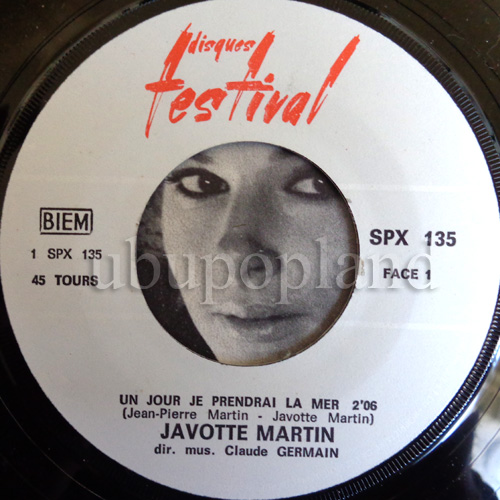 disques
festival
BIEM
1 SPX 135
45 TOURS
SPX 135
FACE 1
ubupopland
UN JOUR JE PRENDRAI LA MER 2'06
(Jean-Pierre Martin - Javotte Martin)
JAVOTTE MARTIN
dir. mus. Claude GERMAIN